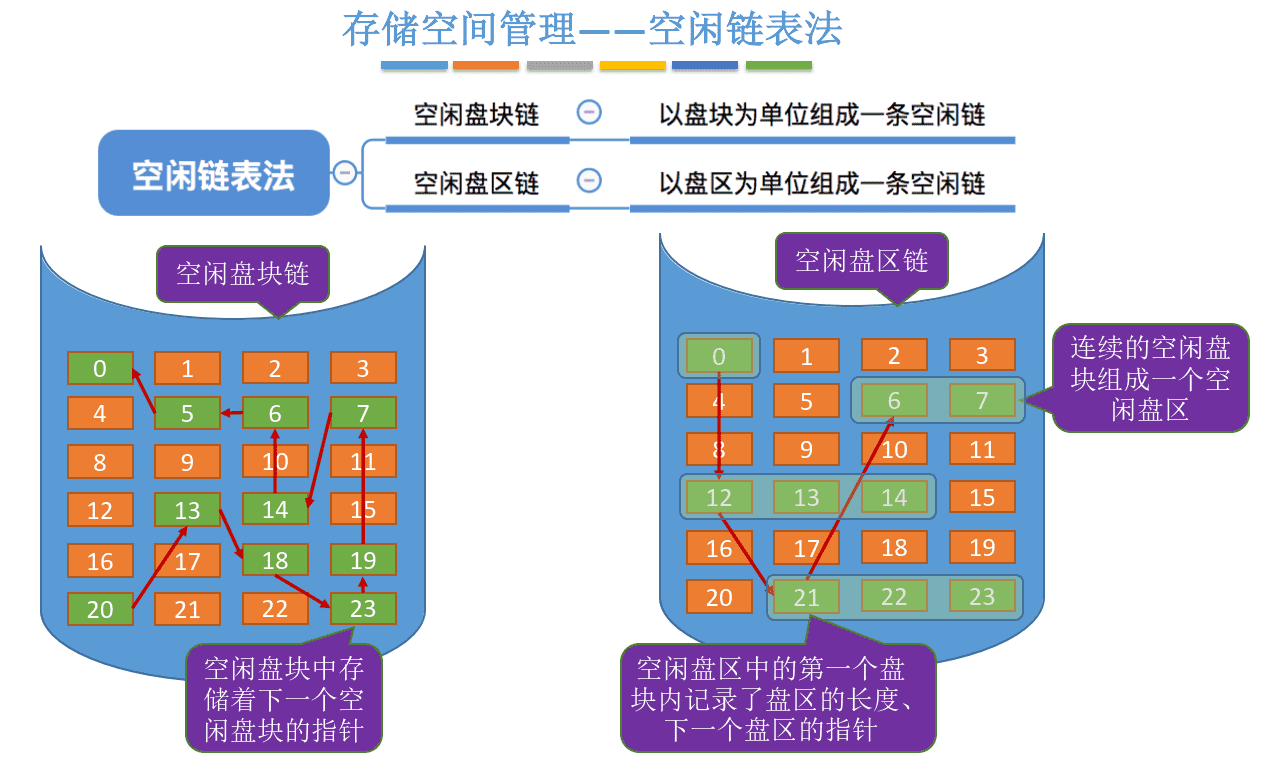 存储空间管理——空闲链表法
空闲链表法
空闲盘块链
以盘块为单位组成一条空闲链
空闲盘区链
以盘区为单位组成一条空闲链
空闲盘块链
0 1 2 3
4 5 6 7
8 9 10 11
12 13 14 15
16 17 18 19
20 21 22 23
空闲盘块中存
储着下一个空
闲盘块的指针
空闲盘区链
0 1 2 3
4 5 6 7
8 9 10 11
12 13 14 15
16 17 18 19
20 21 22 23
连续的空闲盘
块组成一个空
闲盘区
空闲盘区中的第一个盘
块内记录了盘区的长度、
下一个盘区的指针